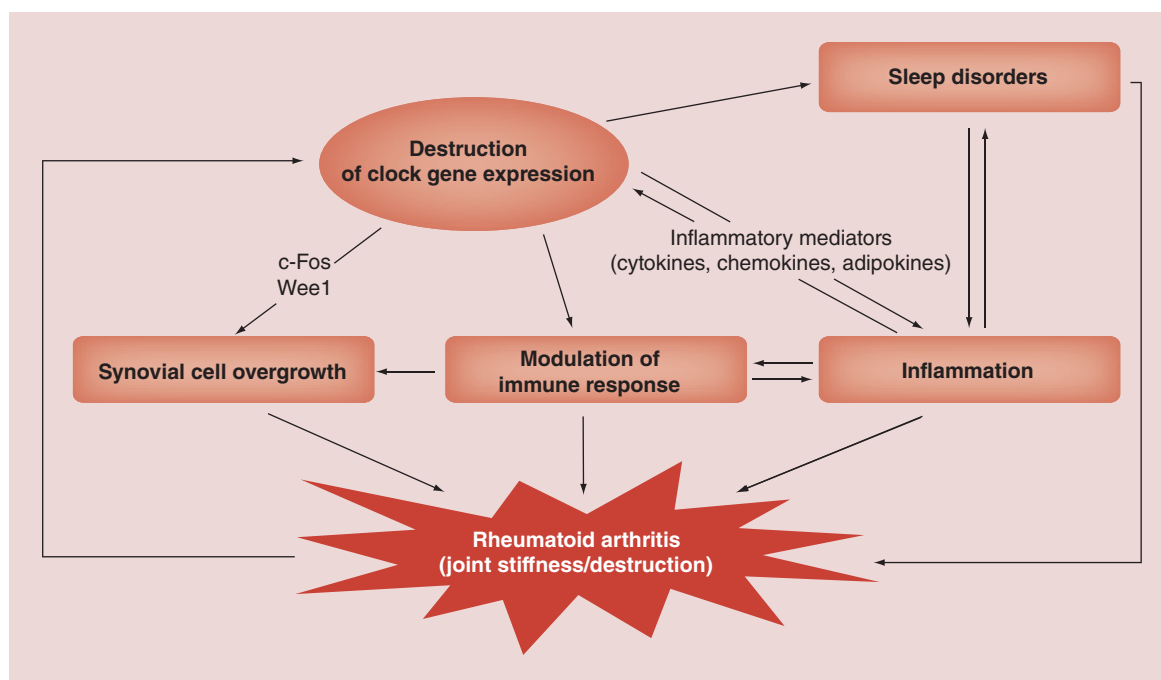 Sleep disorders
Destruction
of clock gene expression
Inflammatory mediators
(cytokines, chemokines, adipokines)
c-Fos
Wee1
Synovial cell overgrowth
Modulation of
immune response
Inflammation
Rheumatoid arthritis
(joint stiffness/destruction)